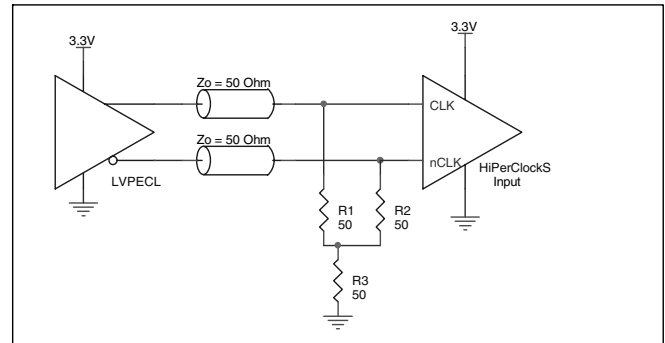 3.3V
3.3V
Zo = 50 Ohm
CLK
Zo = 50 Ohm
nCLK
HiPerClockS
Input
LVPECL
R1
50
R2
50
R3
50